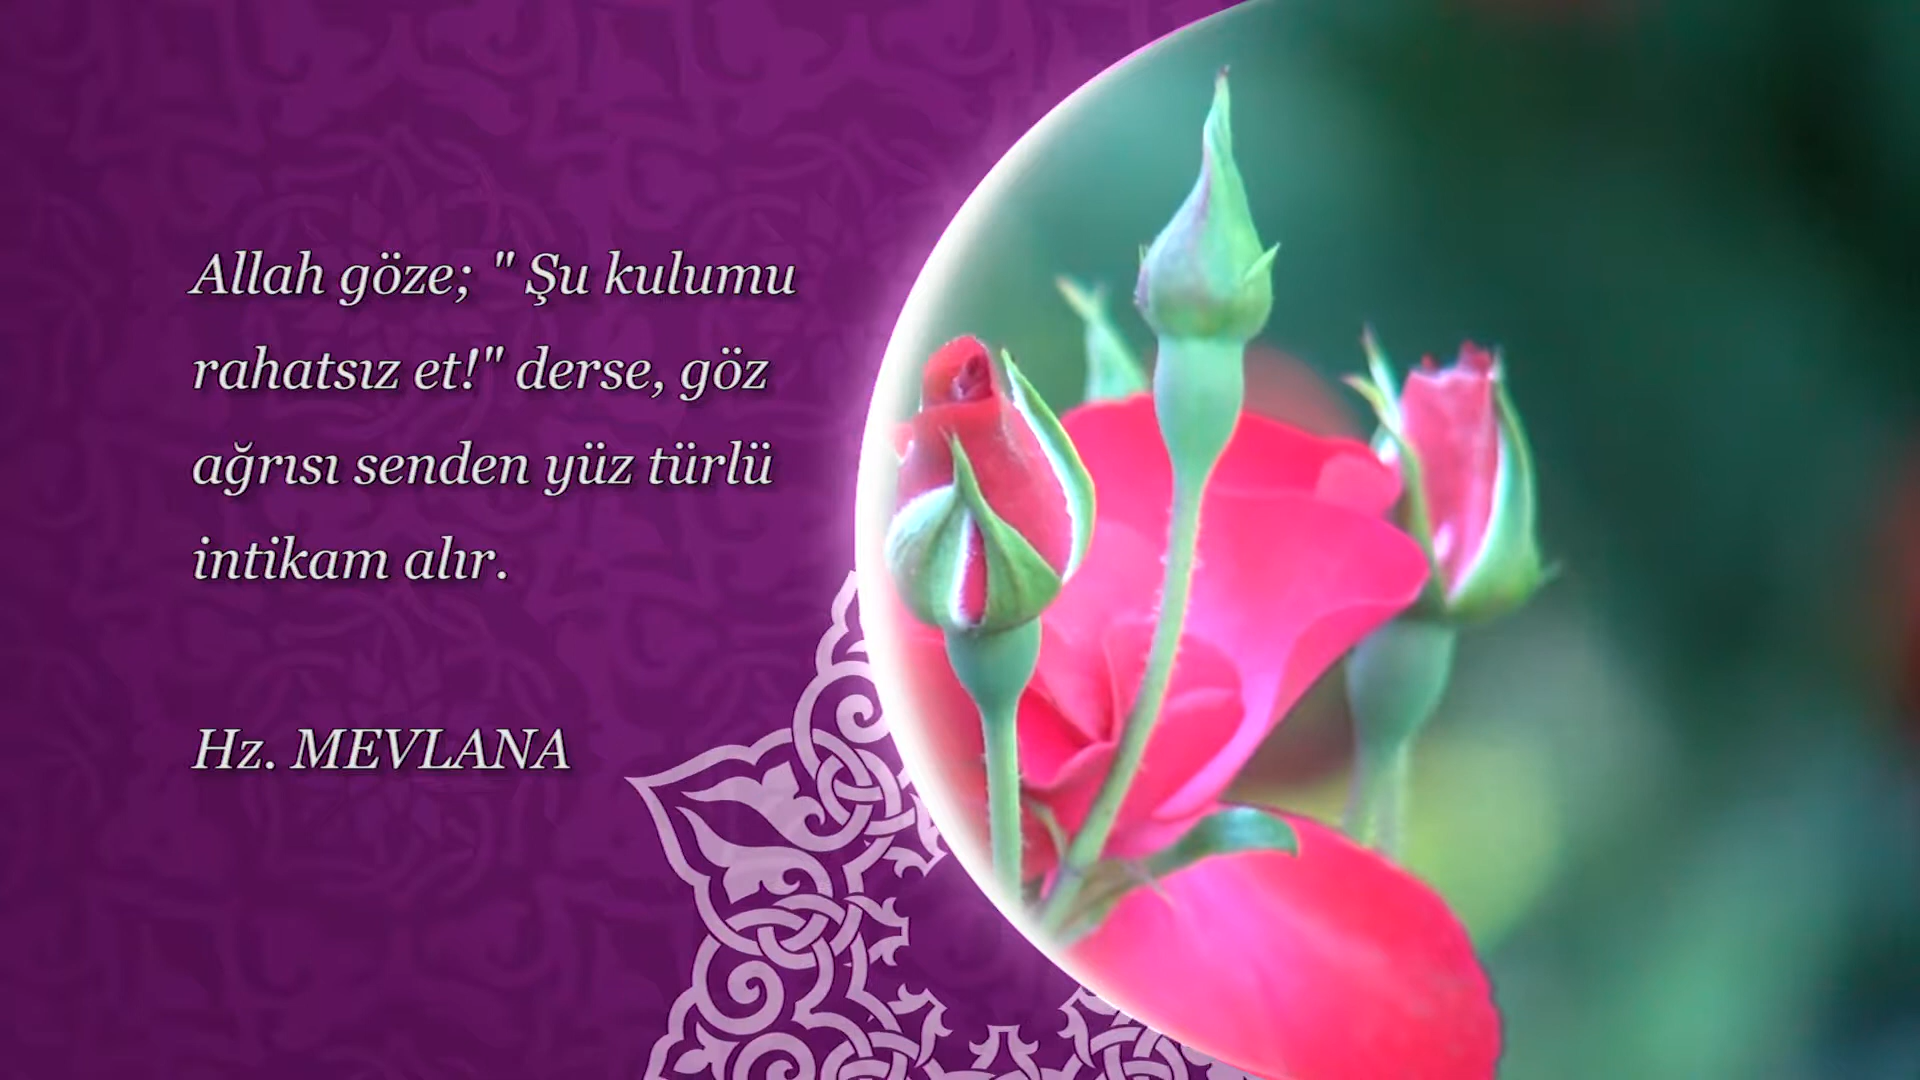 Allah göze; " Şu kulumu
rahatsız et!" derse, göz
ağrısı senden yüz türlü
intikam alır.
Hz. MEVLANA